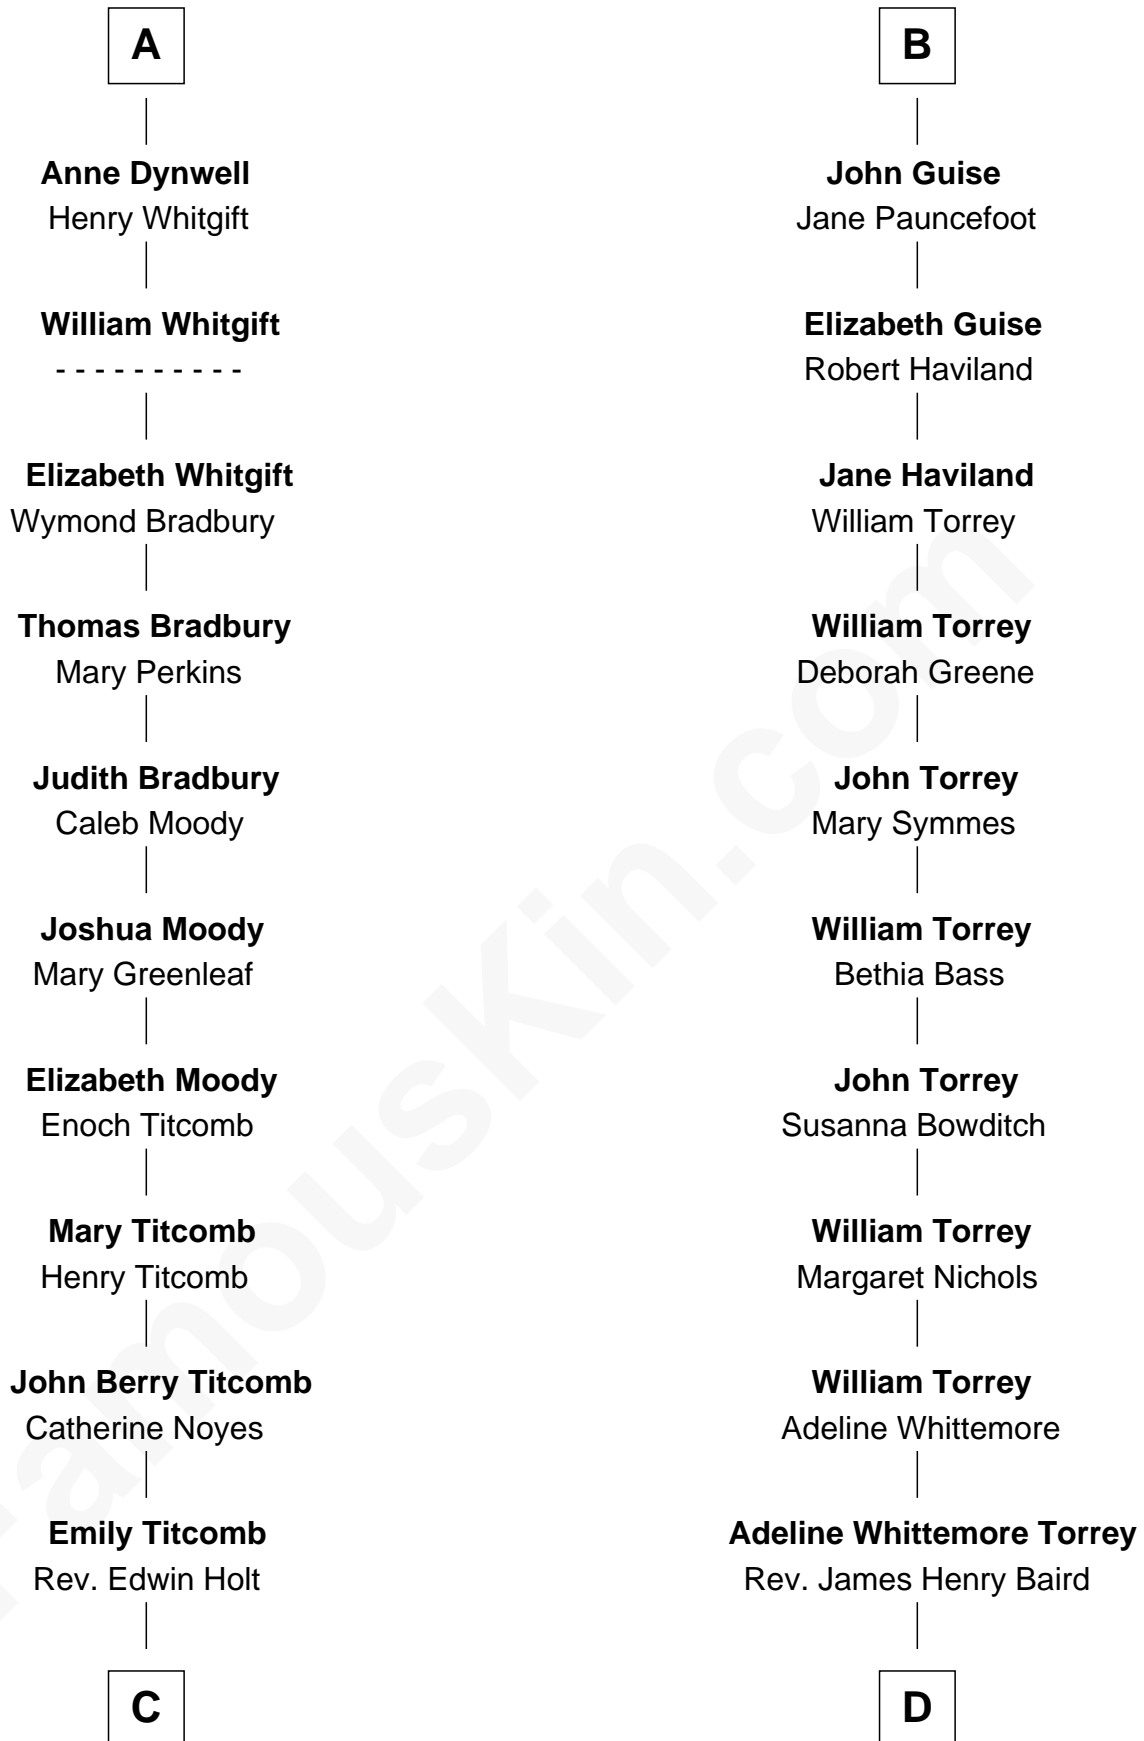 A
Anne Dynwell
Henry Whitgift
William Whitgift
- - - - - - - - - -
Elizabeth Whitgift
Wymond Bradbury
Thomas Bradbury
Mary Perkins
Judith Bradbury
Caleb Moody
Joshua Moody
Mary Greenleaf
Elizabeth Moody
Enoch Titcomb
Mary Titcomb
Henry Titcomb
John Berry Titcomb
Catherine Noyes
Emily Titcomb
Rev. Edwin Holt
C
B
John Guise
Jane Pauncefoot
Elizabeth Guise
Robert Haviland
Jane Haviland
William Torrey
William Torrey
Deborah Greene
John Torrey
Mary Symmes
William Torrey
Bethia Bass
John Torrey
Susanna Bowditch
William Torrey
Margaret Nichols
William Torrey
Adeline Whittemore
Adeline Whittemore Torrey
Rev. James Henry Baird
D
FamousKin.com